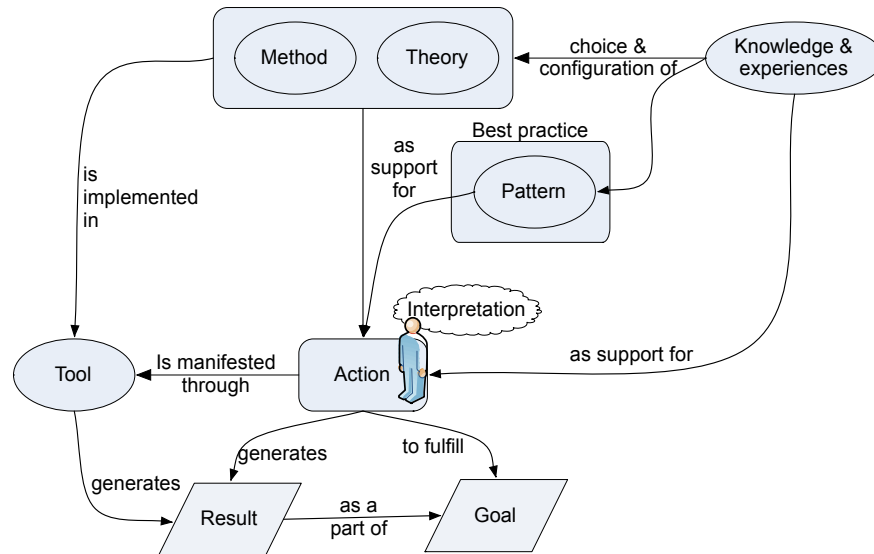 Method
Theory
choice &
configuration of
Knowledge &
experiences
Best practice
as
support
for
Pattern
is
implemented
in
Interpretation
Tool
Is manifested
through
Action
as support for
generates
to fulfill
generates
Result
as a
part of
Goal